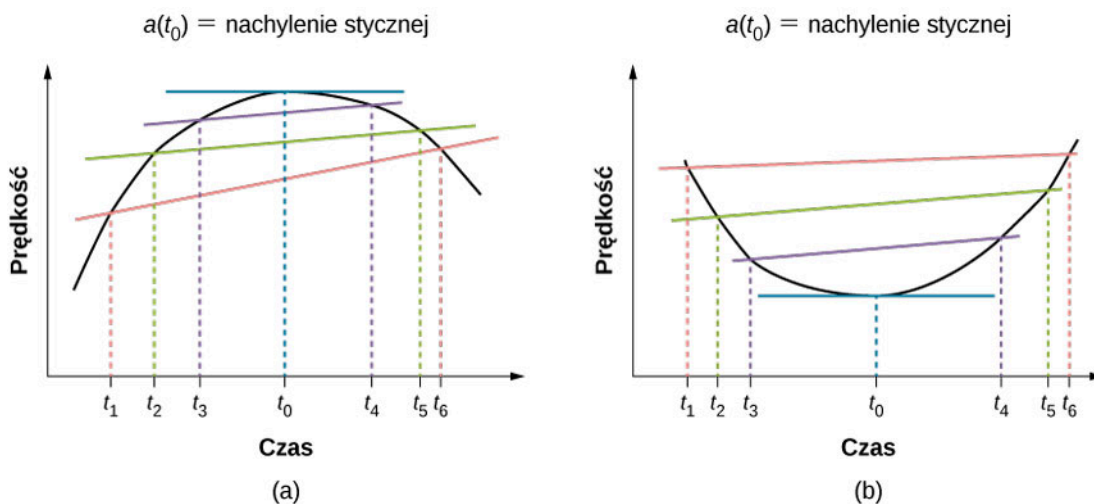 a(t₀) = nachylenie stycznej
Prędkość
t₁ t₂ t₃ t₀ t₄ t₅ t₆
Czas
(a)
a(t₀) = nachylenie stycznej
Prędkość
t₁ t₂ t₃ t₀ t₄ t₅ t₆
Czas
(b)